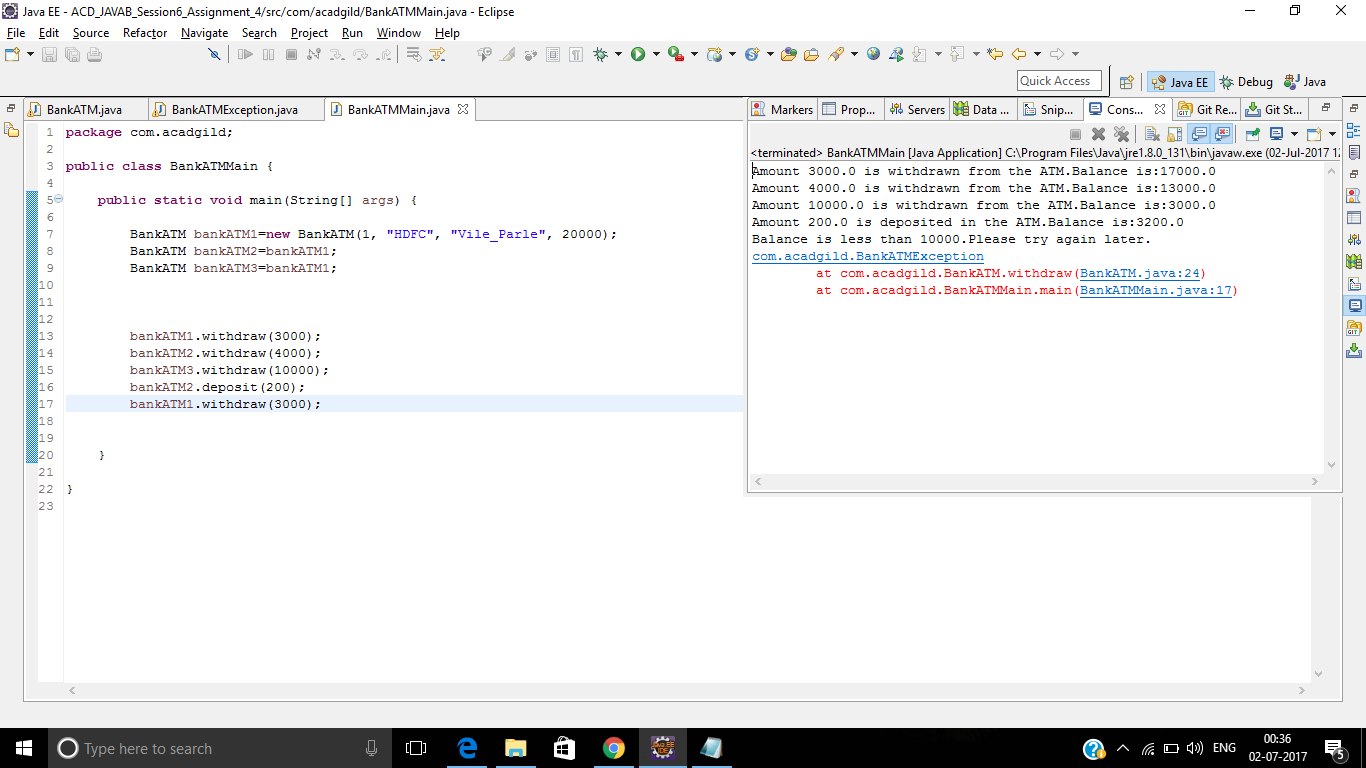 Java EE - ACD_JAVAB_Session6_Assignment_4/src/com/acadgild/BankATMMain.java - Eclipse
File Edit Source Refactor Navigate Search Project Run Window Help
Quick Access
Java EE Debug Java
BankATM.java BankATMException.java BankATMMain.java
1 package com.acadgild;
2
3 public class BankATMMain {
4
5     public static void main(String[] args) {
6
7         BankATM bankATM1=new BankATM(1, "HDFC", "Vile_Parle", 20000);
8         BankATM bankATM2=bankATM1;
9         BankATM bankATM3=bankATM1;
10
11
12
13         bankATM1.withdraw(3000);
14         bankATM2.withdraw(4000);
15         bankATM3.withdraw(10000);
16         bankATM2.deposit(200);
17         bankATM1.withdraw(3000);
18
19
20     }
21
22 }
23
Markers Prop... Servers Data ... Snip... Cons... Git Re... Git St...
<terminated> BankATMMain [Java Application] C:\Program Files\Java\jre1.8.0_131\bin\javaw.exe (02-Jul-2017 12
Amount 3000.0 is withdrawn from the ATM.Balance is:17000.0
Amount 4000.0 is withdrawn from the ATM.Balance is:13000.0
Amount 10000.0 is withdrawn from the ATM.Balance is:3000.0
Amount 200.0 is deposited in the ATM.Balance is:3200.0
Balance is less than 10000.Please try again later.
com.acadgild.BankATMException
        at com.acadgild.BankATM.withdraw(BankATM.java:24)
        at com.acadgild.BankATMMain.main(BankATMMain.java:17)
Type here to search
ENG
00:36
02-07-2017
5